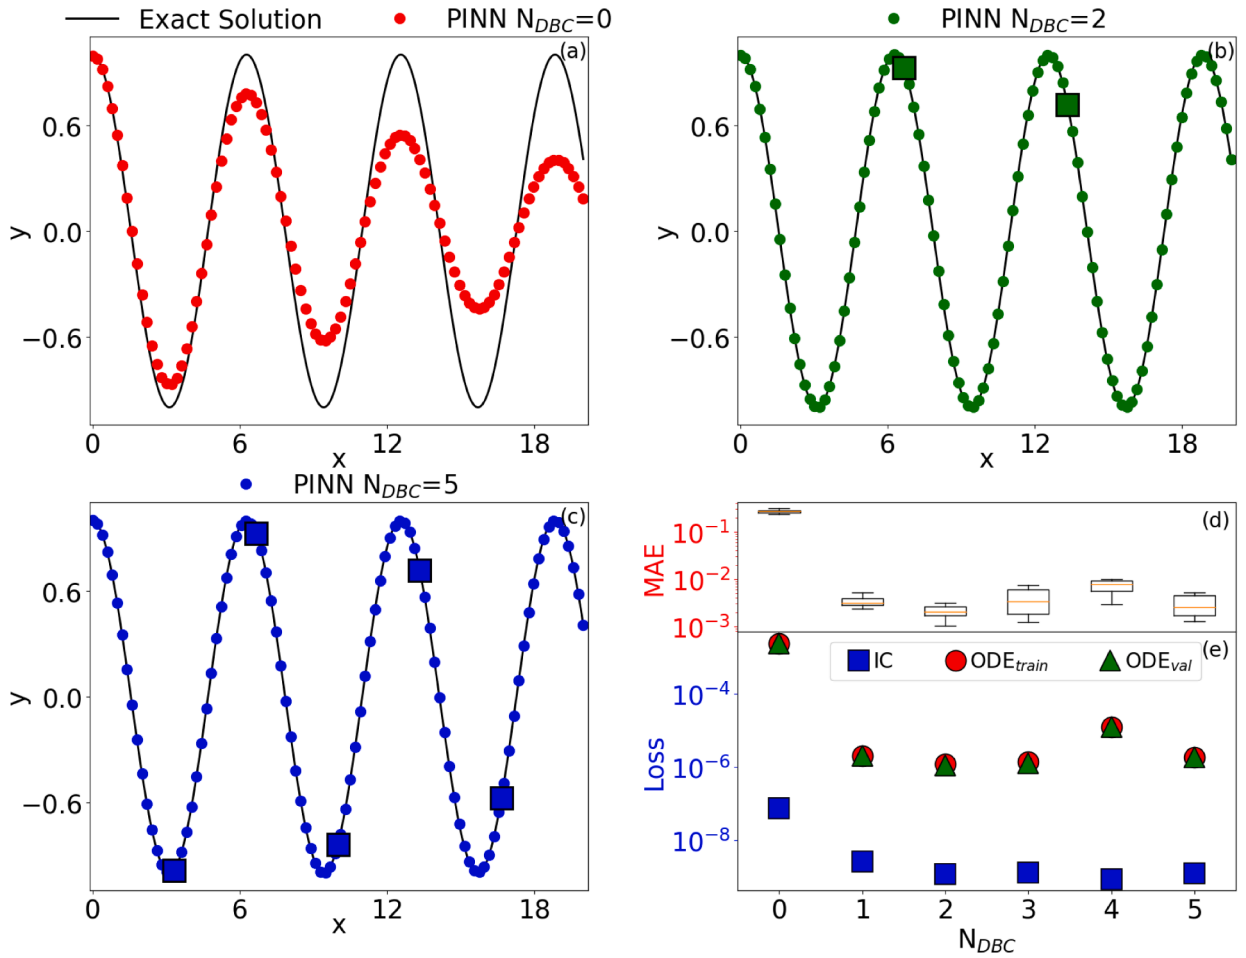 Exact Solution
PINN N_DBC=0
PINN N_DBC=2
(a)
0.6
0.0
−0.6
y
0 6 12 18
x
(b)
0.6
0.0
−0.6
y
0 6 12 18
x
PINN N_DBC=5
(c)
0.6
0.0
−0.6
y
0 6 12 18
x
(d)
10⁻¹
10⁻²
10⁻³
MAE
(e)
IC ODE_train ODE_val
10⁻⁴
10⁻⁶
10⁻⁸
Loss
0 1 2 3 4 5
N_DBC